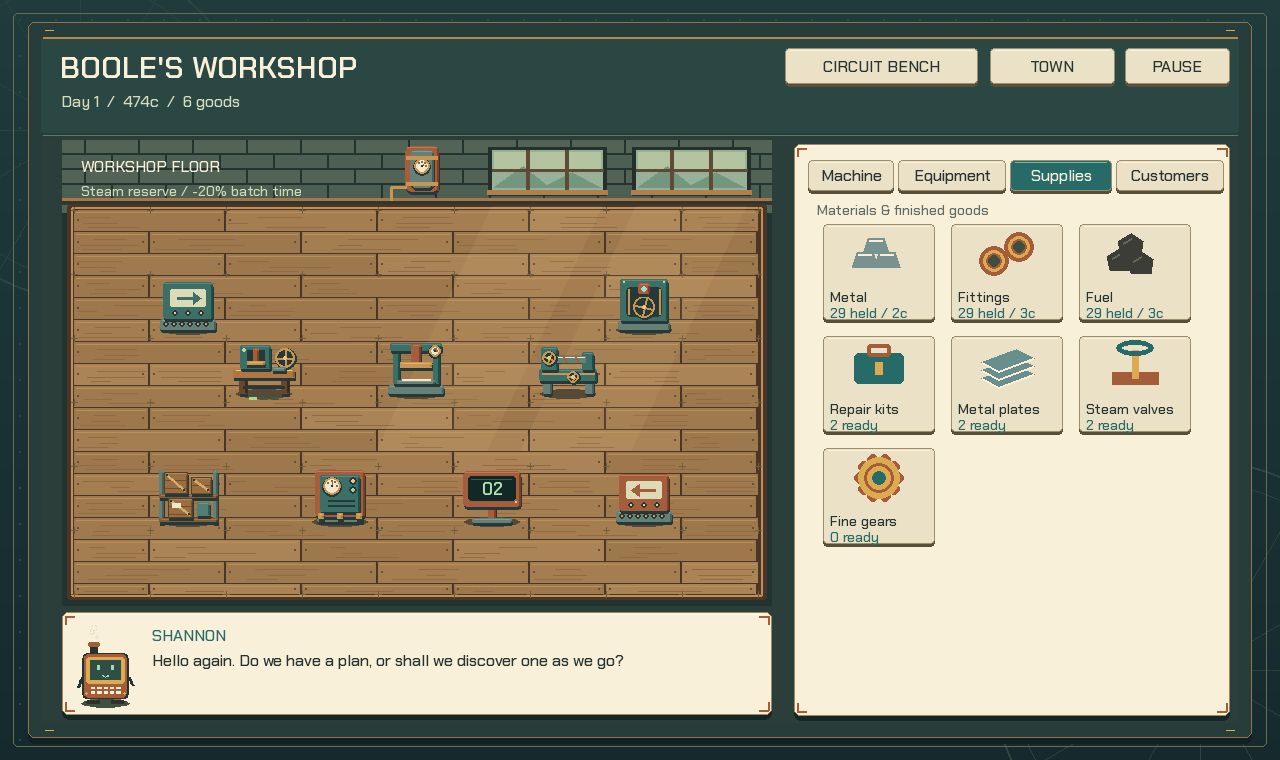 BOOLE'S WORKSHOP
Day 1 / 474c / 6 goods
CIRCUIT BENCH
TOWN
PAUSE
WORKSHOP FLOOR
Steam reserve / -20% batch time
02
SHANNON
Hello again. Do we have a plan, or shall we discover one as we go?
Machine
Equipment
Supplies
Customers
Materials & finished goods
Metal
29 held / 2c
Fittings
29 held / 3c
Fuel
29 held / 3c
Repair kits
2 ready
Metal plates
2 ready
Steam valves
2 ready
Fine gears
0 ready